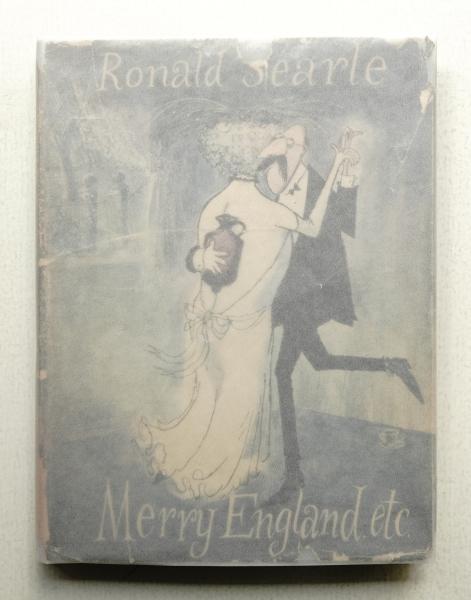 Ronald Searle
Merry England, etc.